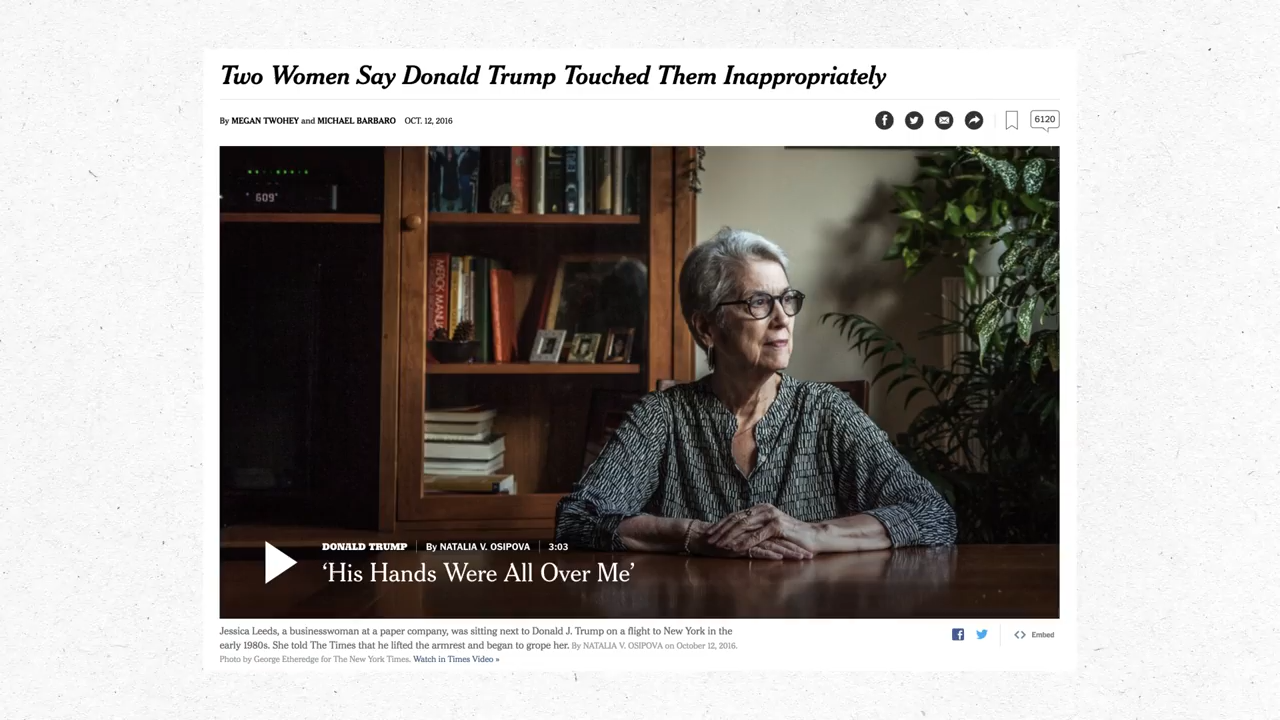 Two Women Say Donald Trump Touched Them Inappropriately
By MEGAN TWOHEY and MICHAEL BARBARO OCT. 12, 2016
6120
609°
MERCK MANUAL
DONALD TRUMP By NATALIA V. OSIPOVA 3:03
‘His Hands Were All Over Me’
Jessica Leeds, a businesswoman at a paper company, was sitting next to Donald J. Trump on a flight to New York in the
early 1980s. She told The Times that he lifted the armrest and began to grope her. By NATALIA V. OSIPOVA on October 12, 2016.
Photo by George Etheredge for The New York Times. Watch in Times Video »
Embed